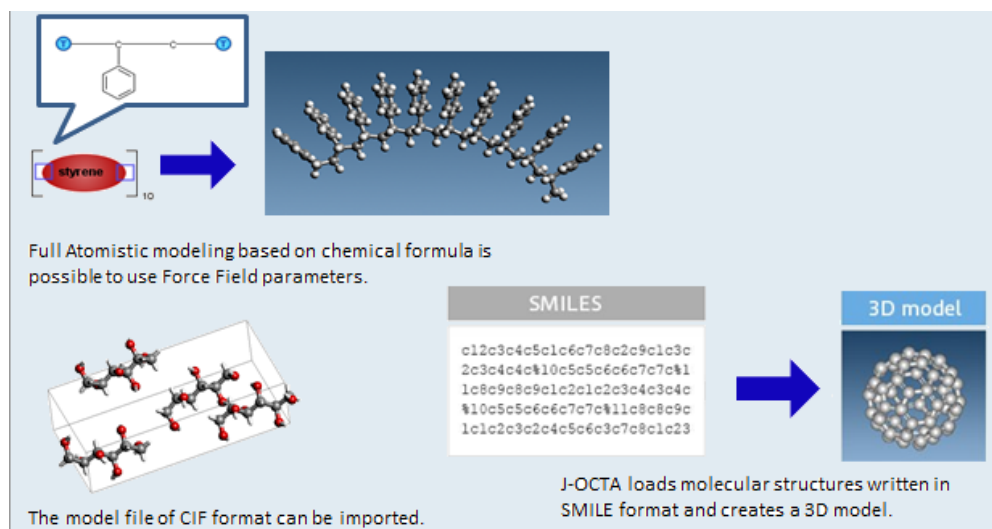 T
C
C
T
styrene
10
Full Atomistic modeling based on chemical formula is
possible to use Force Field parameters.
SMILES
3D model
c12c3c4c5c1c6c7c8c2c9c1c3c
2c3c4c4c%10c5c5c6c6c7c7c%1
1c8c9c8c9c1c2c1c2c3c4c3c4c
%10c5c5c6c6c7c7c%11c8c8c9c
1c1c2c3c2c4c5c6c3c7c8c1c23
J-OCTA loads molecular structures written in
SMILE format and creates a 3D model.
The model file of CIF format can be imported.